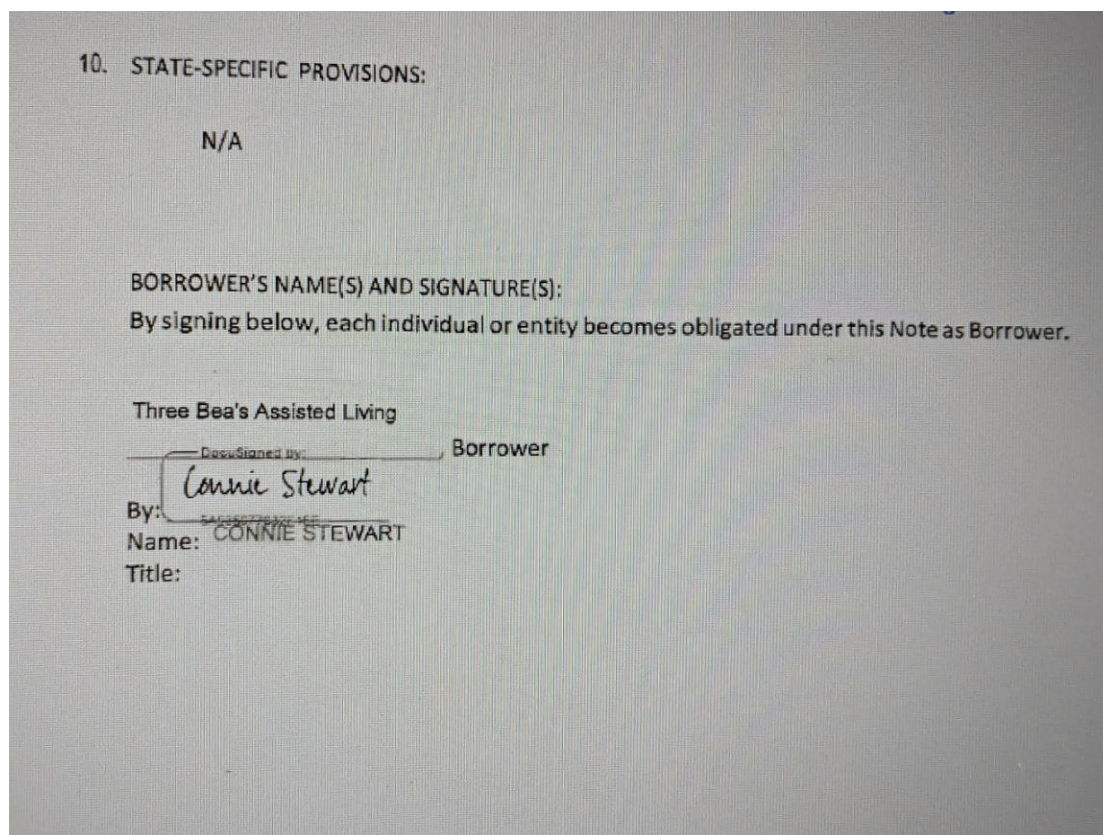 10. STATE-SPECIFIC PROVISIONS:
N/A
BORROWER'S NAME(S) AND SIGNATURE(S):
By signing below, each individual or entity becomes obligated under this Note as Borrower.
Three Bea's Assisted Living
DocuSigned by:
, Borrower
Connie Stewart
By:
Name: CONNIE STEWART
Title: